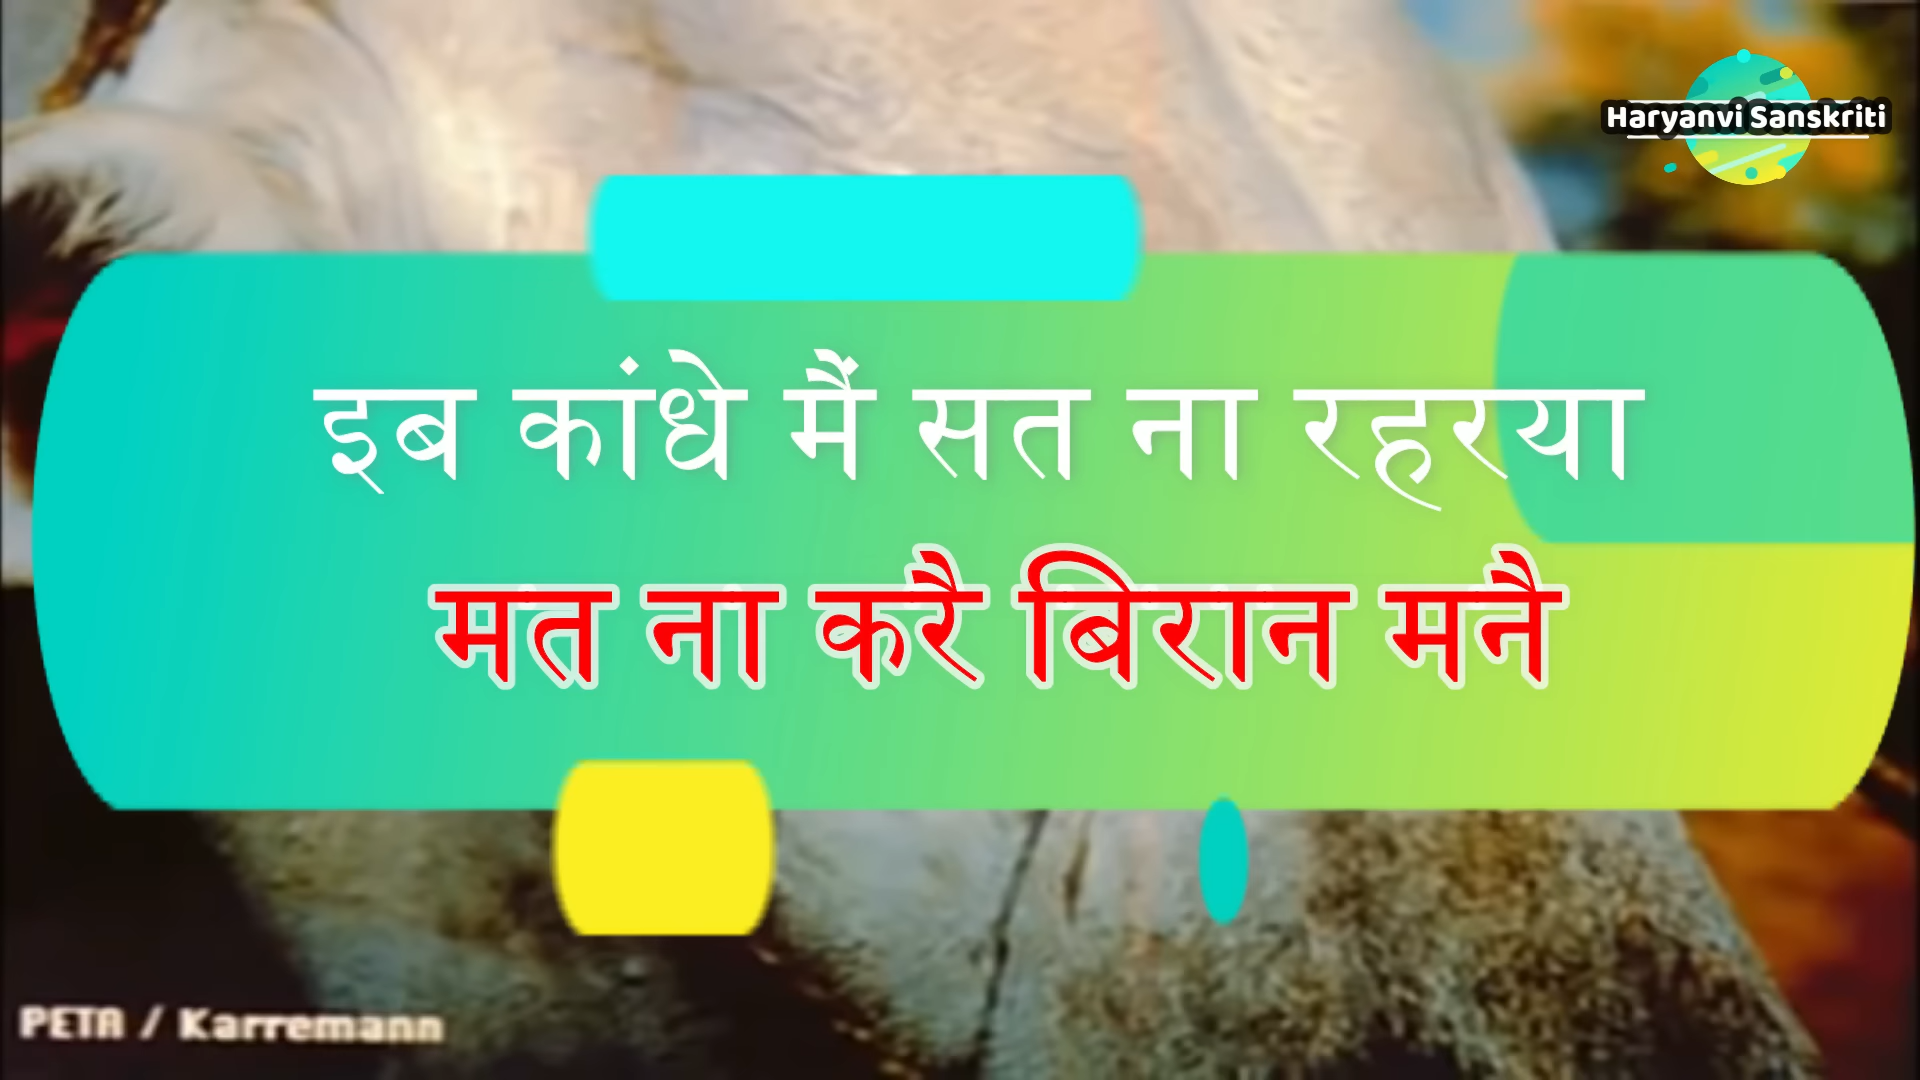 Haryanvi Sanskriti
इब कांधे मैं सत ना रहरया
मत ना करै बिरान मनै
PETA / Karremann